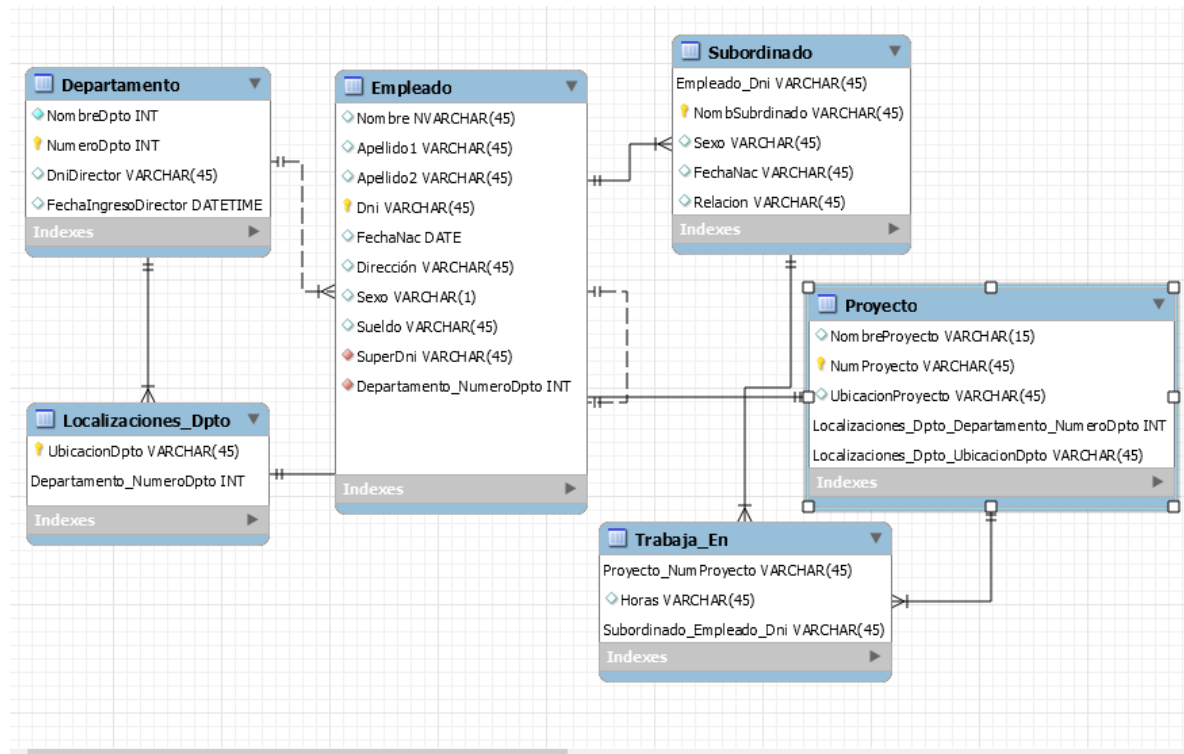 Departamento
NombreDpto INT
NumeroDpto INT
DniDirector VARCHAR(45)
FechaIngresoDirector DATETIME
Indexes
Empleado
Nombre NVARCHAR(45)
Apellido1 VARCHAR(45)
Apellido2 VARCHAR(45)
Dni VARCHAR(45)
FechaNac DATE
Dirección VARCHAR(45)
Sexo VARCHAR(1)
Sueldo VARCHAR(45)
SuperDni VARCHAR(45)
Departamento_NumeroDpto INT
Indexes
Subordinado
Empleado_Dni VARCHAR(45)
NombSubrdinado VARCHAR(45)
Sexo VARCHAR(45)
FechaNac VARCHAR(45)
Relacion VARCHAR(45)
Indexes
Proyecto
NombreProyecto VARCHAR(15)
NumProyecto VARCHAR(45)
UbicacionProyecto VARCHAR(45)
Localizaciones_Dpto_Departamento_NumeroDpto INT
Localizaciones_Dpto_UbicacionDpto VARCHAR(45)
Indexes
Localizaciones_Dpto
UbicacionDpto VARCHAR(45)
Departamento_NumeroDpto INT
Indexes
Trabaja_En
Proyecto_NumProyecto VARCHAR(45)
Horas VARCHAR(45)
Subordinado_Empleado_Dni VARCHAR(45)
Indexes